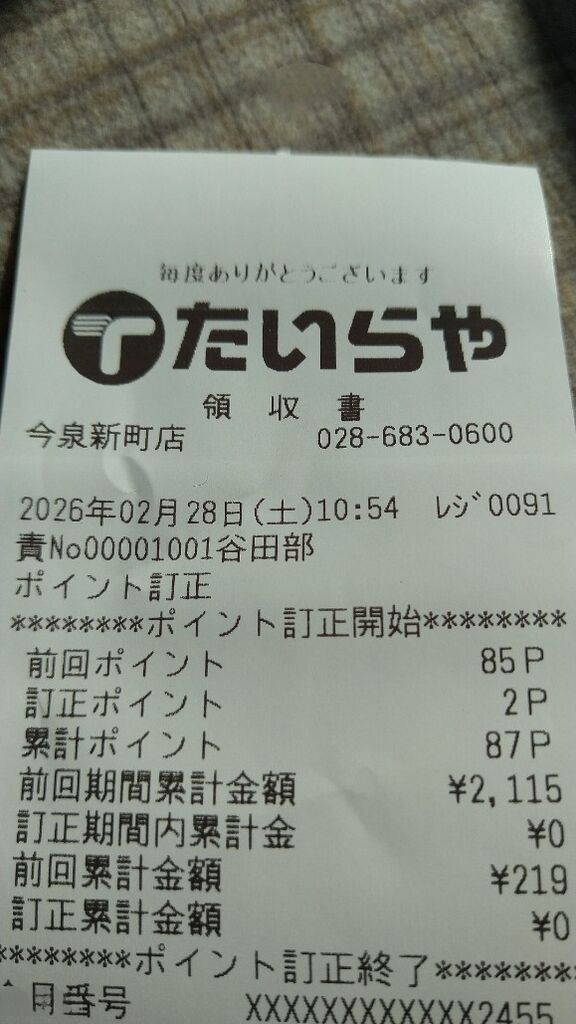 毎度ありがとうございます
たいらや
領収書
今泉新町店 028-683-0600
2026年02月28日(土)10:54 レジ0091
責No00001001谷田部
ポイント訂正
********ポイント訂正開始********
前回ポイント 85P
訂正ポイント 2P
累計ポイント 87P
前回期間累計金額 ¥2,115
訂正期間内累計金 ¥0
前回累計金額 ¥219
訂正累計金額 ¥0
********ポイント訂正終了********
番号 XXXXXXXXXXXX2455